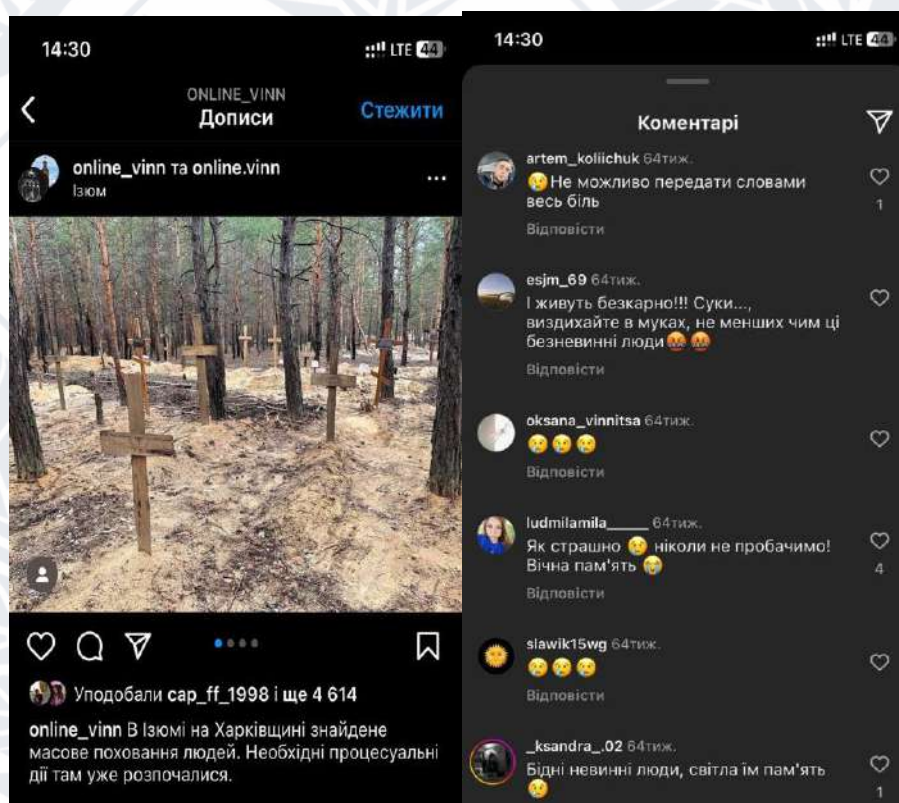 14:30
LTE 44
ONLINE_VINN
Дописи
Стежити
online_vinn та online.vinn
Ізюм
Уподобали cap_ff_1998 і ще 4 614
online_vinn В Ізюмі на Харківщині знайдене
масове поховання людей. Необхідні процесуальні
дії там уже розпочалися.
14:30
LTE 44
Коментарі
artem_koliichuk 64тиж.
😢Не можливо передати словами
весь біль
1
Відповісти
esjm_69 64тиж.
І живуть безкарно!!! Суки...,
виздихайте в муках, не менших чим ці
безневинні люди🤬🤬
Відповісти
oksana_vinnitsa 64тиж.
😢😢😢
Відповісти
ludmilamila_____ 64тиж.
Як страшно 😢 ніколи не пробачимо!
Вічна пам'ять 😭
4
Відповісти
slawik15wg 64тиж.
😢😢😢
Відповісти
_ksandra_.02 64тиж.
Бідні невинні люди, світла їм пам'ять
😢
1